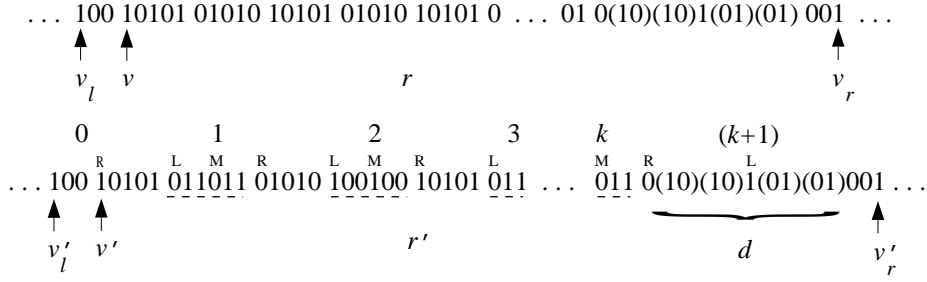 . . . 100 10101 01010 10101 01010 10101 0 . . . 01 0(10)(10)1(01)(01) 001 . . .
v_l v r v_r
0 1 2 3 k (k+1)
R L M R L M R L M R L
. . . 100 10101 011011 01010 100100 10101 011 . . . 011 0(10)(10)1(01)(01)001 . . .
v'_l v' r' d v'_r